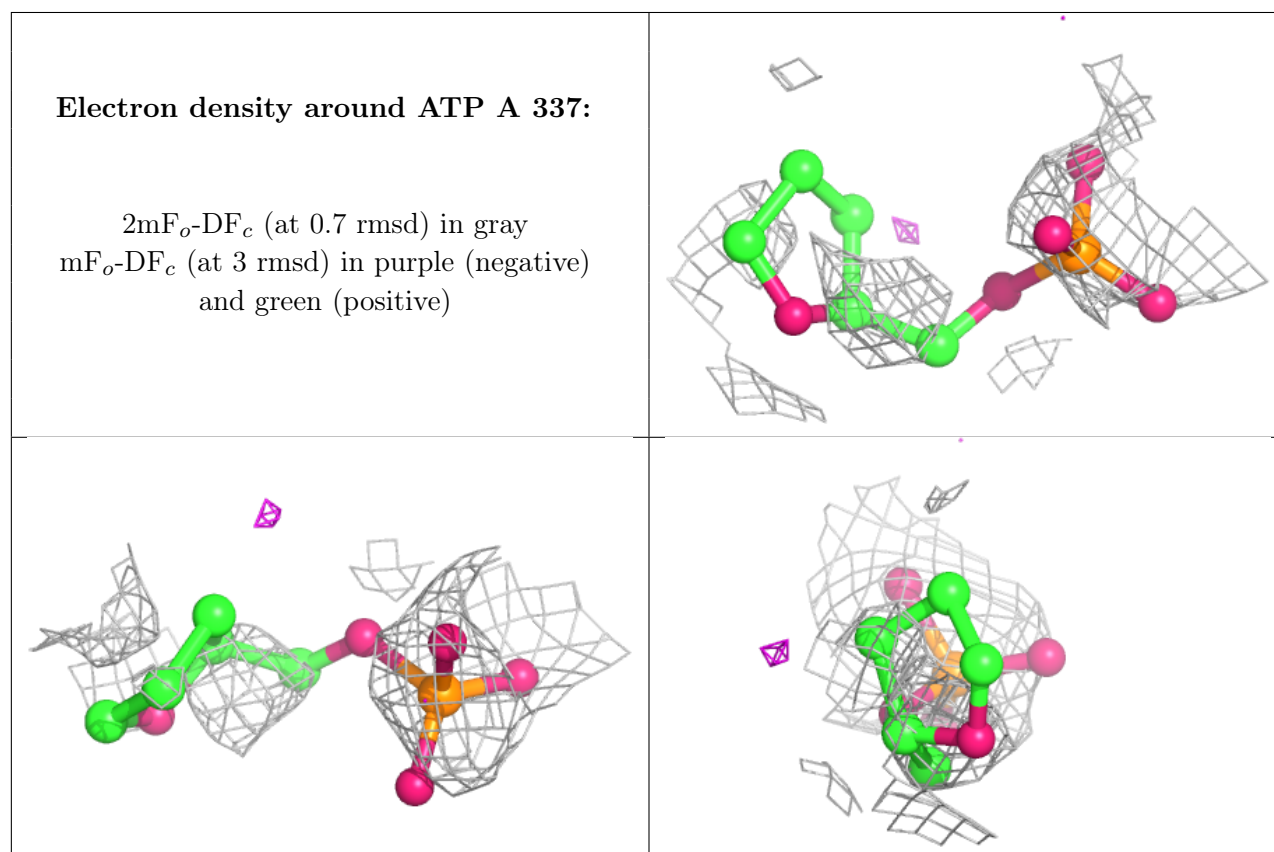 Electron density around ATP A 337:
2mFₒ-DF𝒸 (at 0.7 rmsd) in gray
mFₒ-DF𝒸 (at 3 rmsd) in purple (negative)
and green (positive)